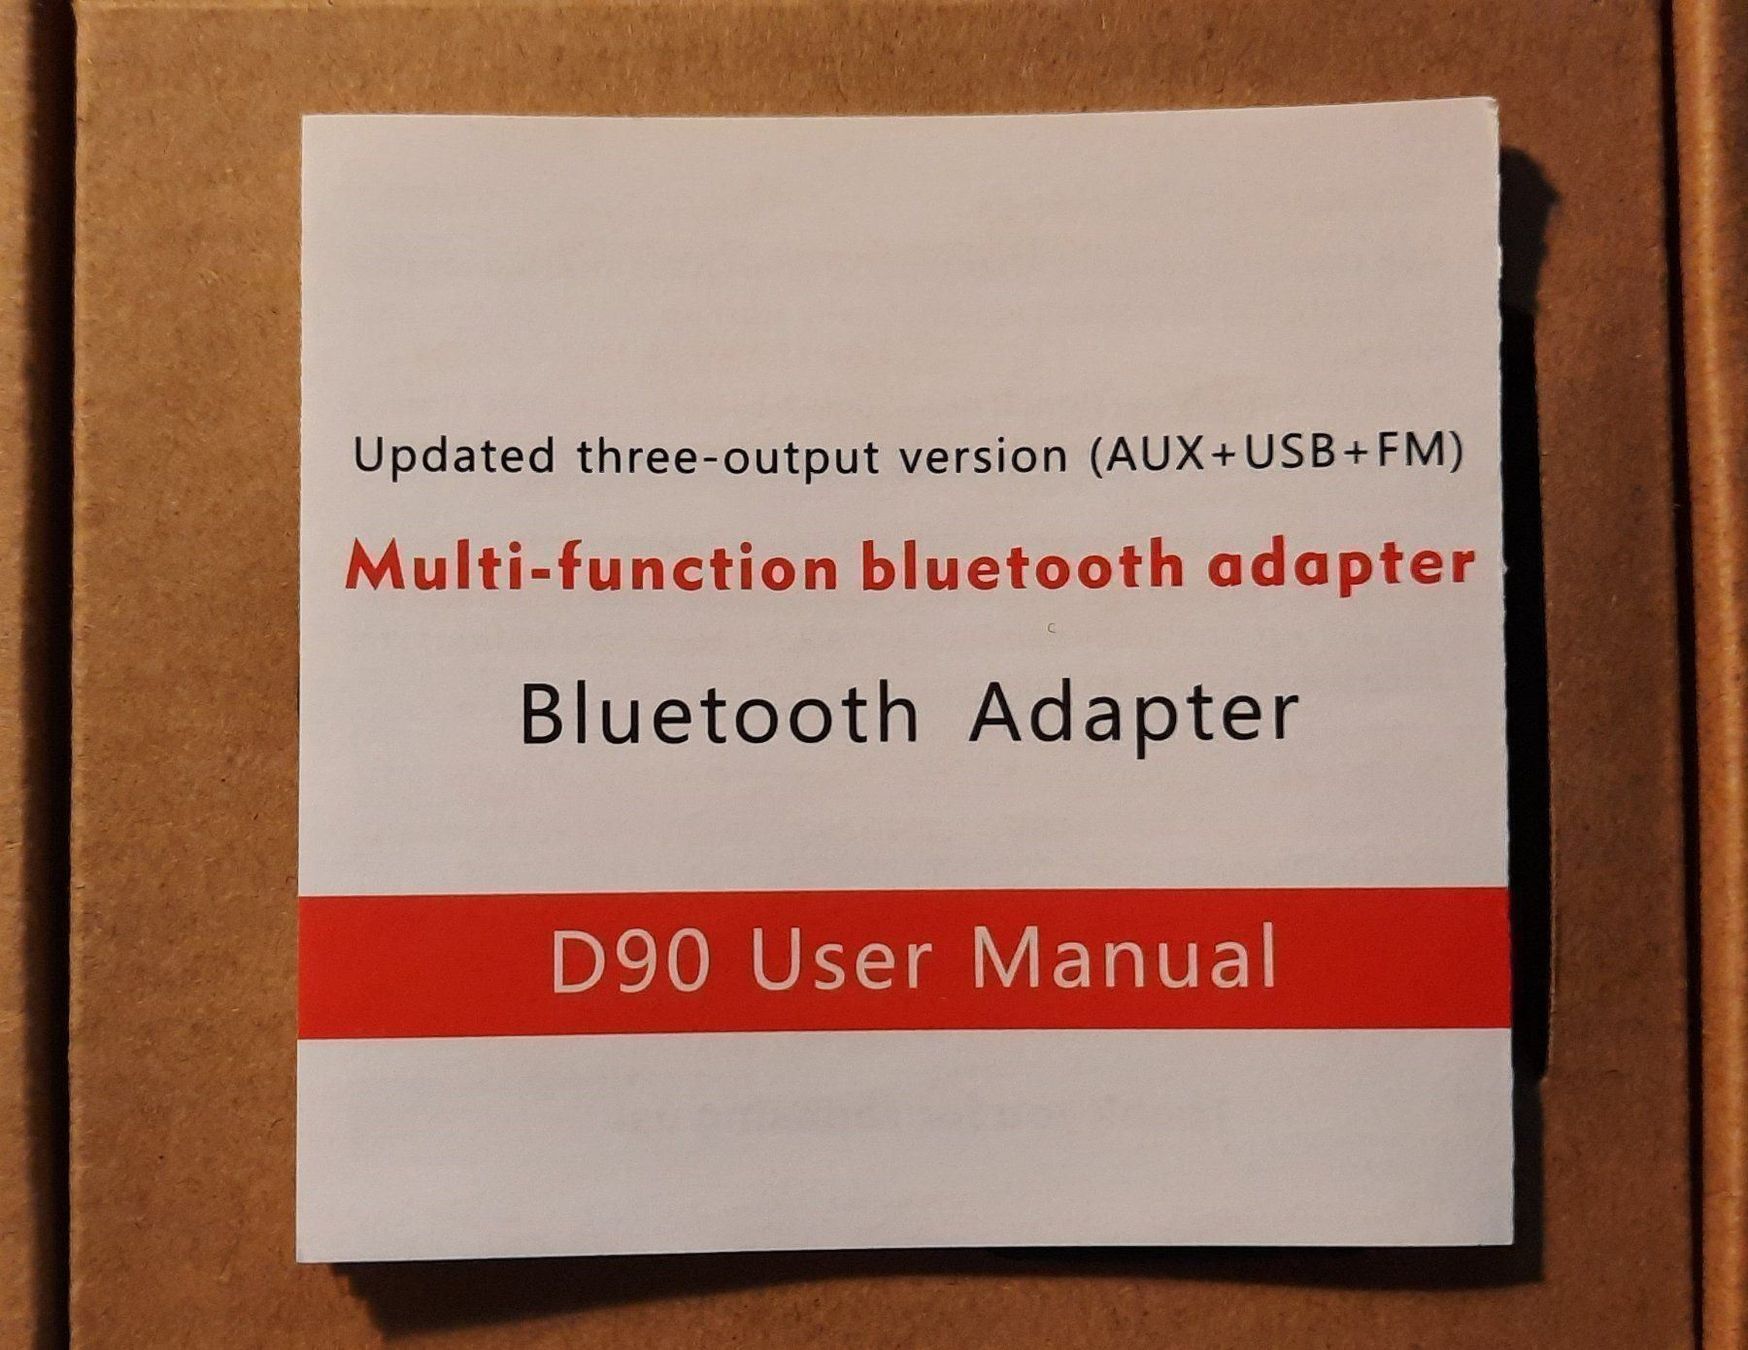 Updated three-output version (AUX+USB+FM)
Multi-function bluetooth adapter
c
Bluetooth Adapter
D90 User Manual